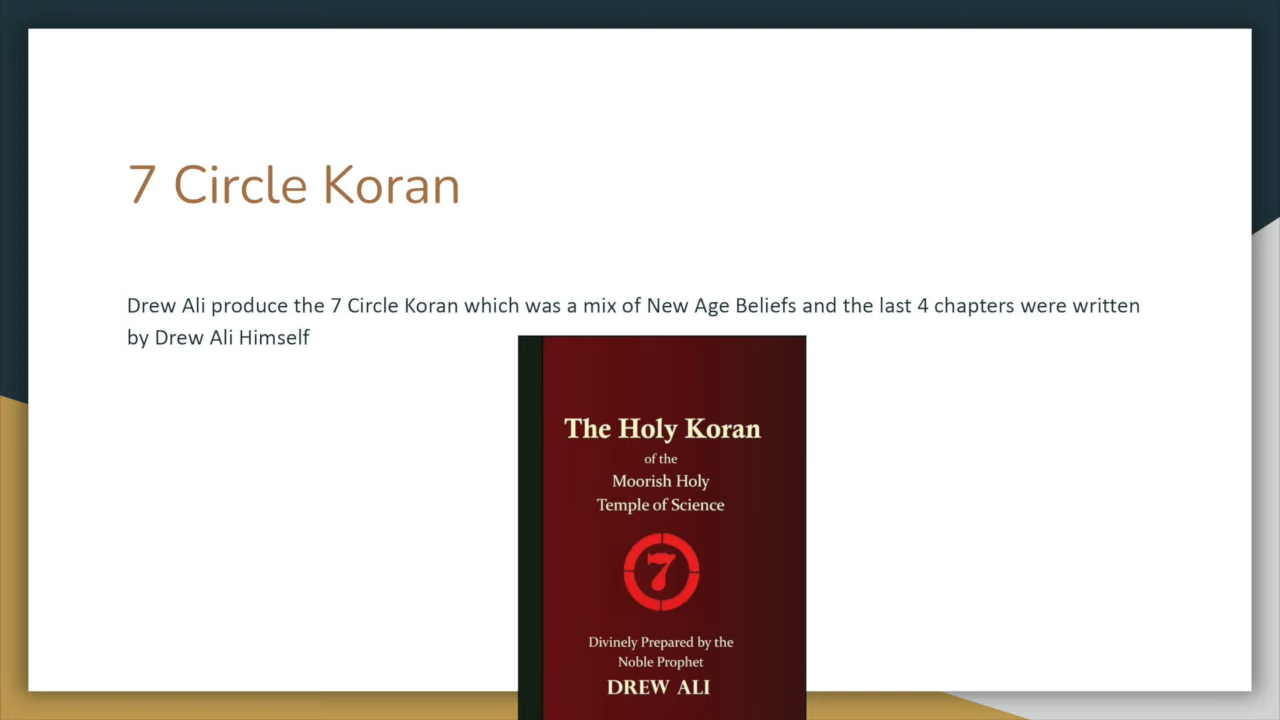 7 Circle Koran
Drew Ali produce the 7 Circle Koran which was a mix of New Age Beliefs and the last 4 chapters were written
by Drew Ali Himself
The Holy Koran
of the
Moorish Holy
Temple of Science
7
Divinely Prepared by the
Noble Prophet
DREW ALI